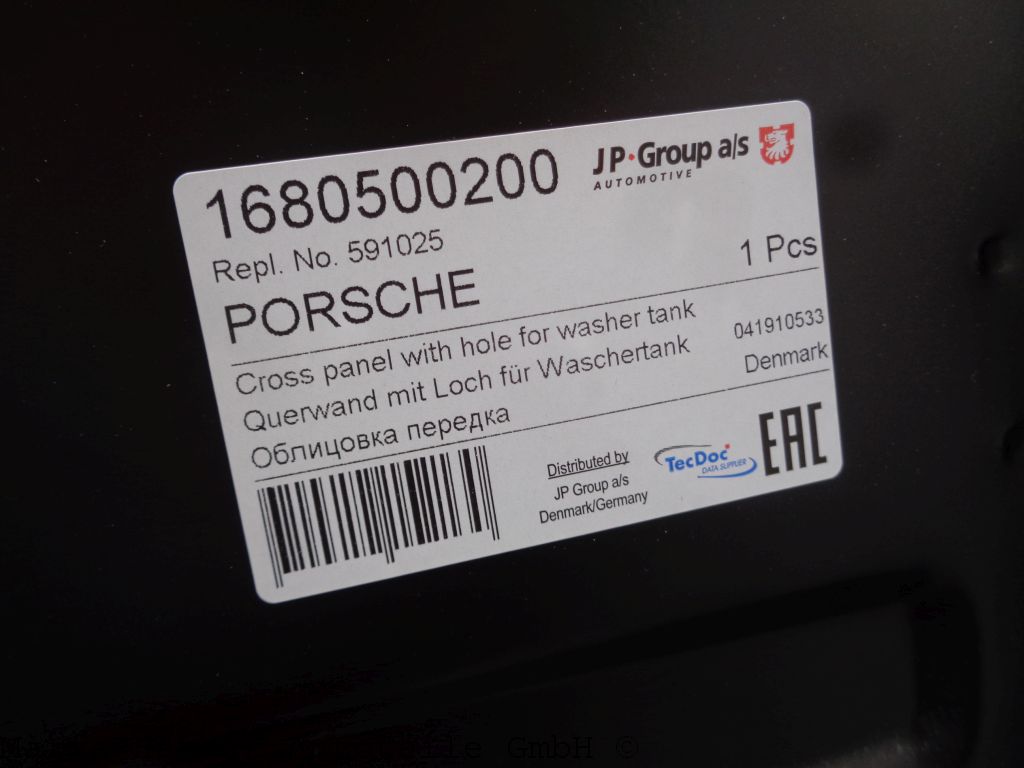 1680500200
JP Group a/s
AUTOMOTIVE
Repl. No. 591025
1 Pcs
PORSCHE
Cross panel with hole for washer tank
041910533
Querwand mit Loch für Waschertank
Denmark
Облицовка передка
Distributed by
JP Group a/s
Denmark/Germany
TecDoc
DATA SUPPLIER
EAC
GmbH ©